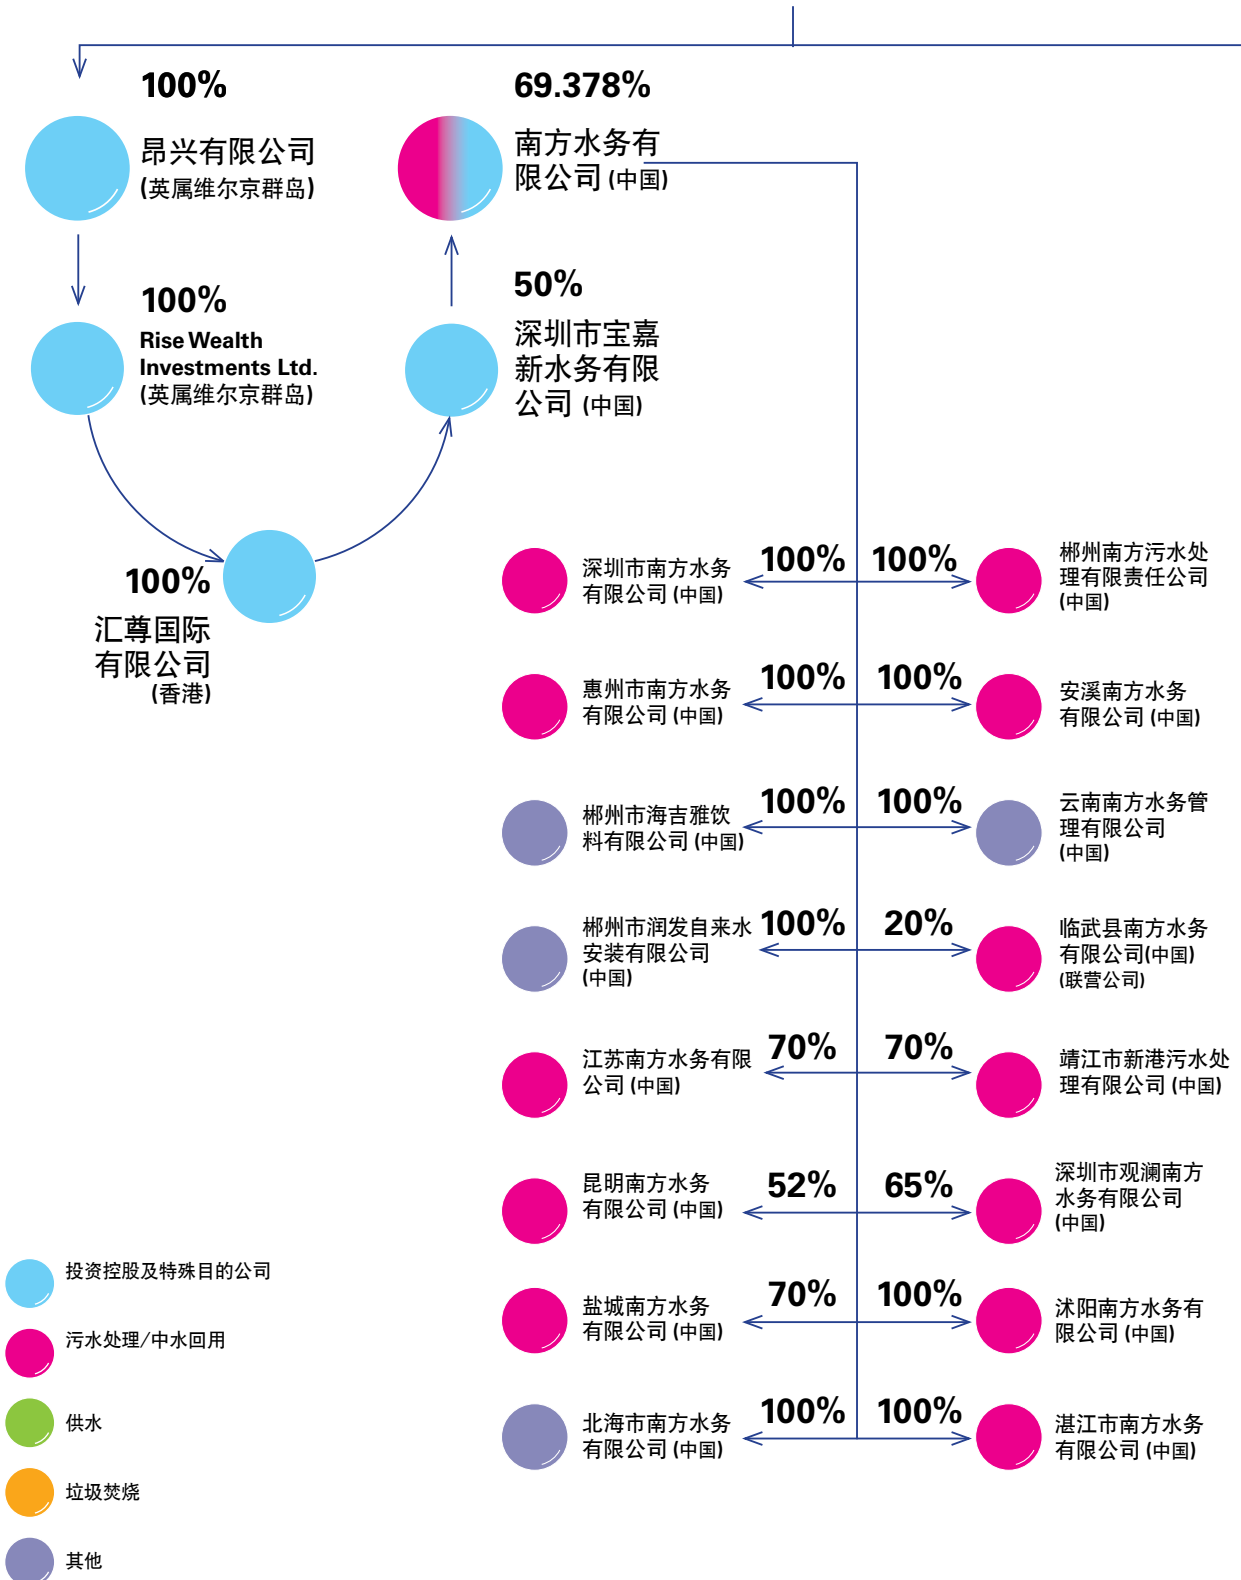 100%
昂兴有限公司
(英属维尔京群岛)
69.378%
南方水务有
限公司 (中国)
100%
Rise Wealth
Investments Ltd.
(英属维尔京群岛)
50%
深圳市宝嘉
新水务有限
公司 (中国)
100%
汇尊国际
有限公司
(香港)
深圳市南方水务
有限公司 (中国)
100%
100%
郴州南方污水处
理有限责任公司
(中国)
惠州市南方水务
有限公司 (中国)
100%
100%
安溪南方水务
有限公司 (中国)
郴州市海吉雅饮
料有限公司 (中国)
100%
100%
云南南方水务管
理有限公司
(中国)
郴州市润发自来水
安装有限公司
(中国)
100%
20%
临武县南方水务
有限公司(中国)
(联营公司)
江苏南方水务有限
公司 (中国)
70%
70%
靖江市新港污水处
理有限公司 (中国)
昆明南方水务
有限公司 (中国)
52%
65%
深圳市观澜南方
水务有限公司
(中国)
盐城南方水务
有限公司 (中国)
70%
100%
沭阳南方水务有
限公司 (中国)
北海市南方水务
有限公司 (中国)
100%
100%
湛江市南方水务
有限公司 (中国)
投资控股及特殊目的公司
污水处理/中水回用
供水
垃圾焚烧
其他